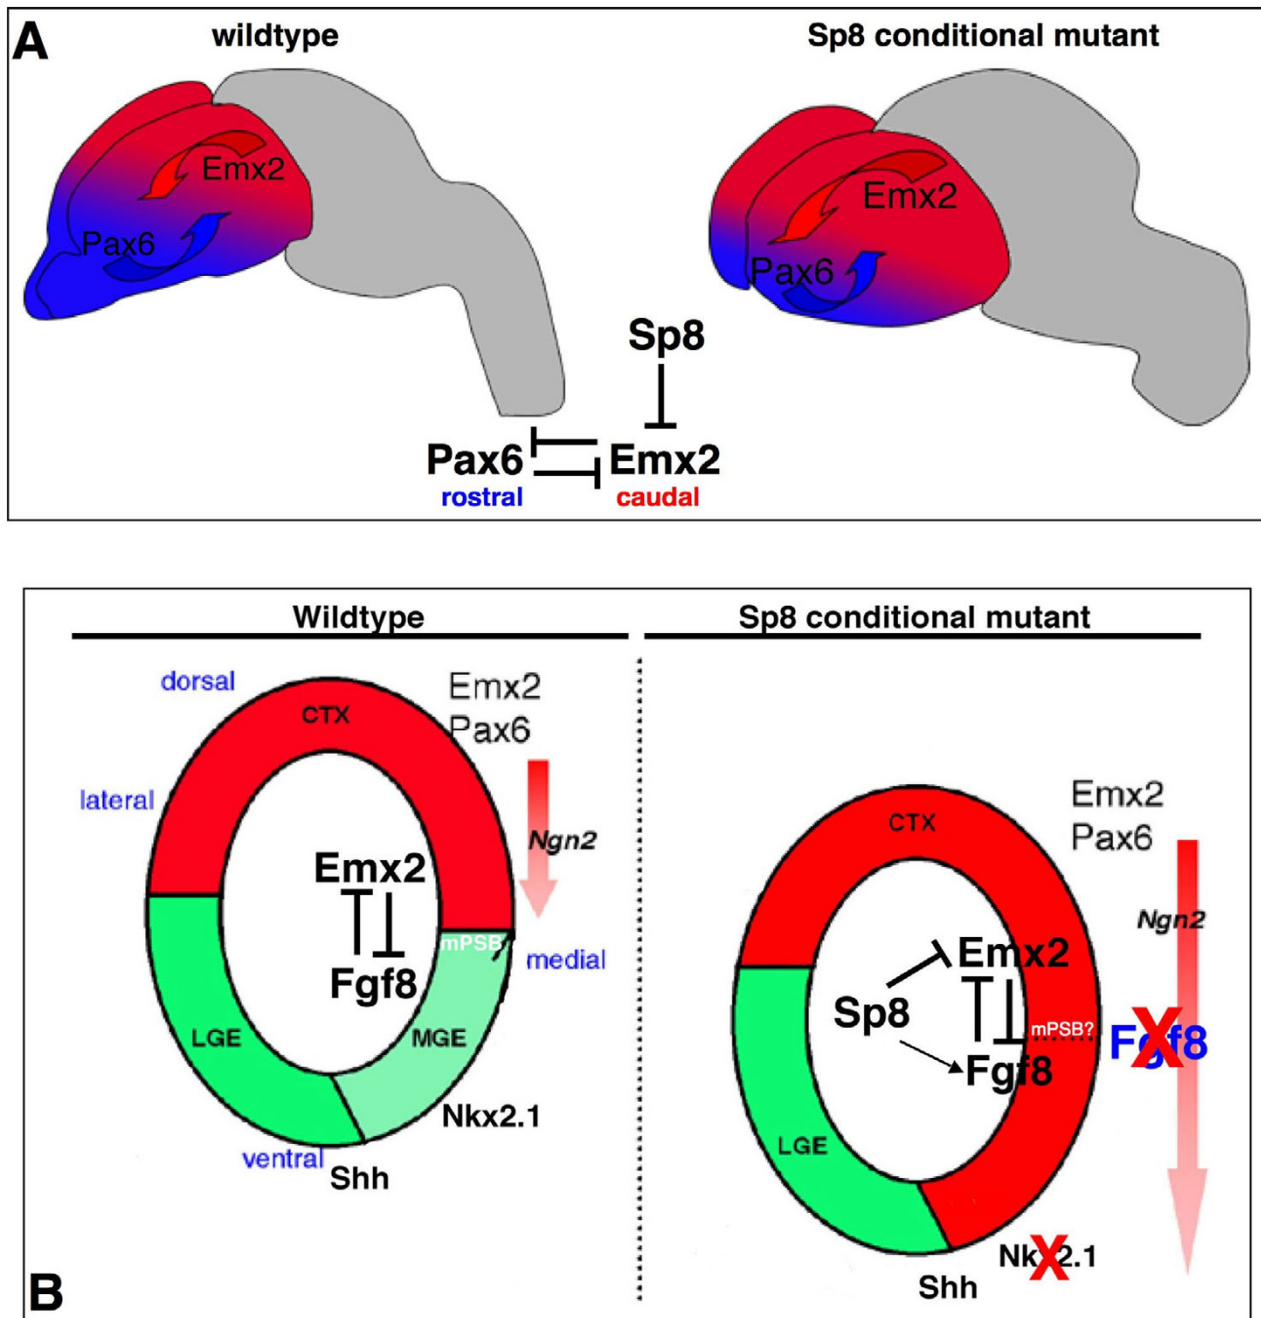 A
wildtype
Sp8 conditional mutant
Emx2
Pax6
Emx2
Pax6
Sp8
Pax6 Emx2
rostral caudal
Wildtype
Sp8 conditional mutant
dorsal
CTX
Emx2
Pax6
lateral
Ngn2
Emx2
Fgf8
mPSB
medial
LGE
MGE
Nkx2.1
ventral
Shh
CTX
Emx2
Pax6
Ngn2
Emx2
Sp8
Fgf8
mPSB?
Fgf8
X
LGE
Nkx2.1
X
Shh
B